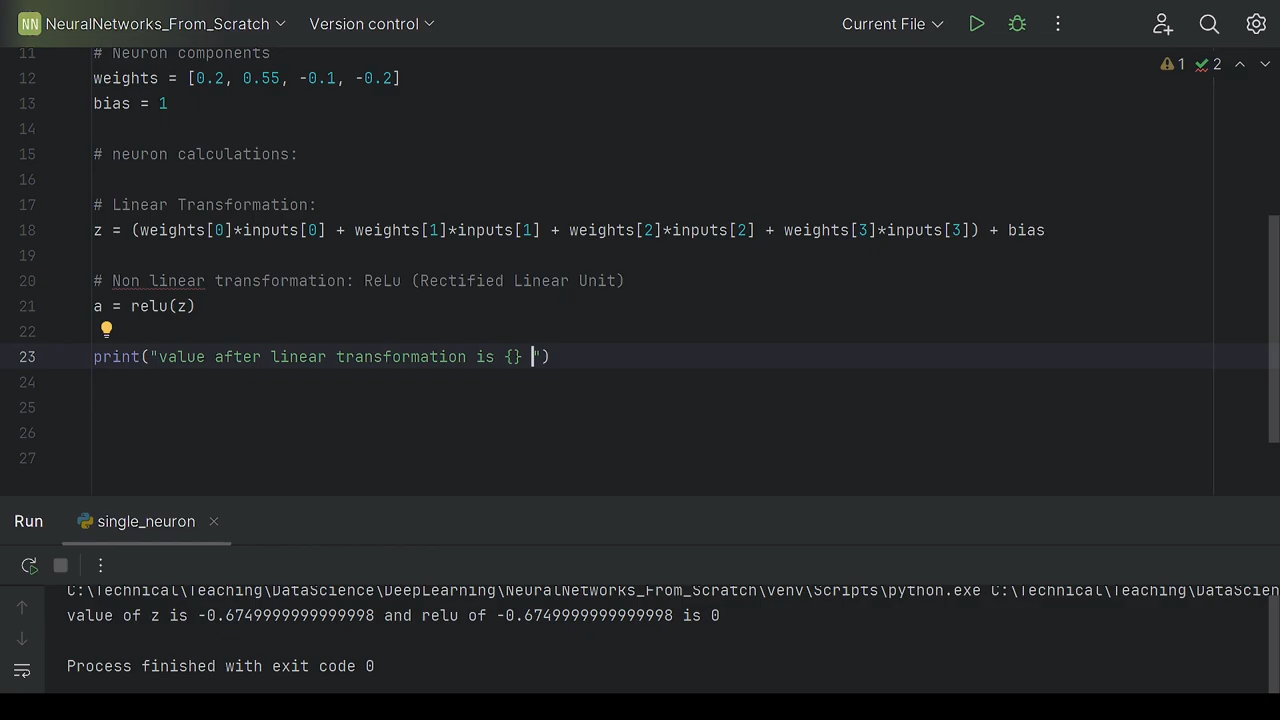 NN NeuralNetworks_From_Scratch Version control Current File
11 # Neuron components
12 weights = [0.2, 0.55, -0.1, -0.2]
13 bias = 1
14
15 # neuron calculations:
16
17 # Linear Transformation:
18 z = (weights[0]*inputs[0] + weights[1]*inputs[1] + weights[2]*inputs[2] + weights[3]*inputs[3]) + bias
19
20 # Non linear transformation: ReLu (Rectified Linear Unit)
21 a = relu(z)
22
23 print("value after linear transformation is {} ")
24
25
26
27
1 2
Run single_neuron
C:\Technical\Teaching\DataScience\DeepLearning\NeuralNetworks_From_Scratch\venv\Scripts\python.exe C:\Technical\Teaching\DataScien
value of z is -0.6749999999999998 and relu of -0.6749999999999998 is 0
Process finished with exit code 0